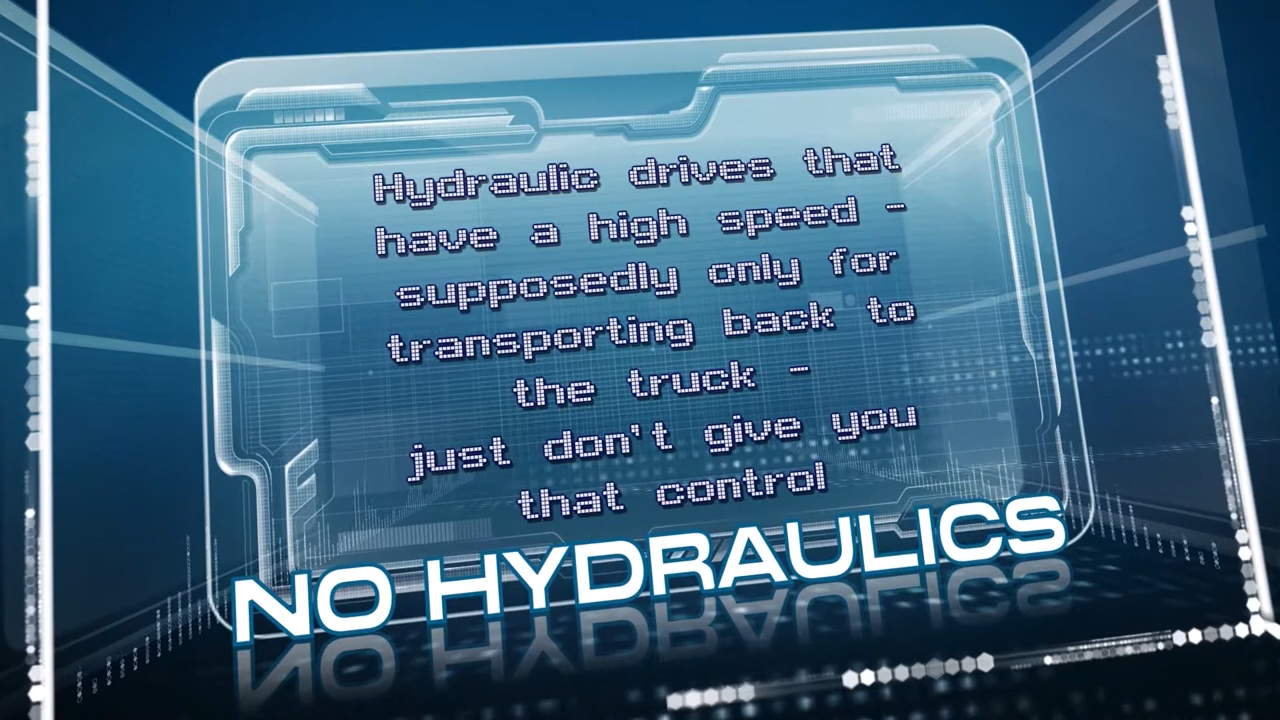 Hydraulic drives that
have a high speed -
supposedly only for
transporting back to
the truck -
just don't give you
that control
NO HYDRAULICS